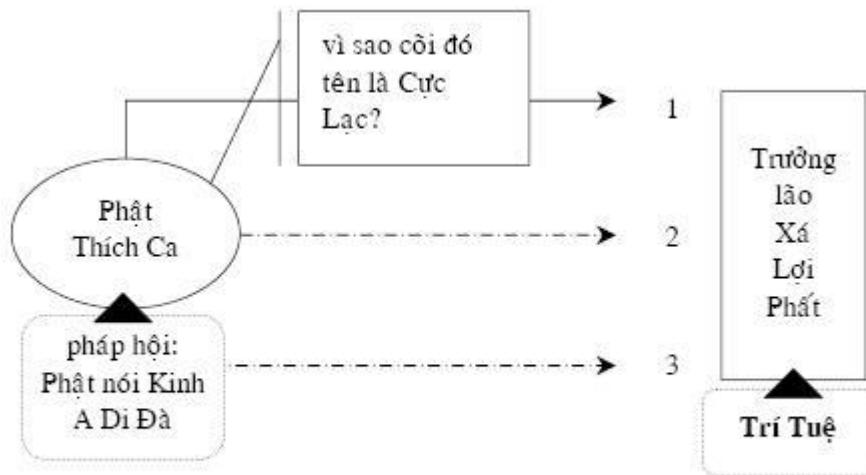 vì sao cõi đó
tên là Cực
Lạc?
1
Phật
Thích Ca
2
Trưởng
lão
Xá
Lợi
Phất
pháp hội:
Phật nói Kinh
A Di Đà
3
Trí Tuệ